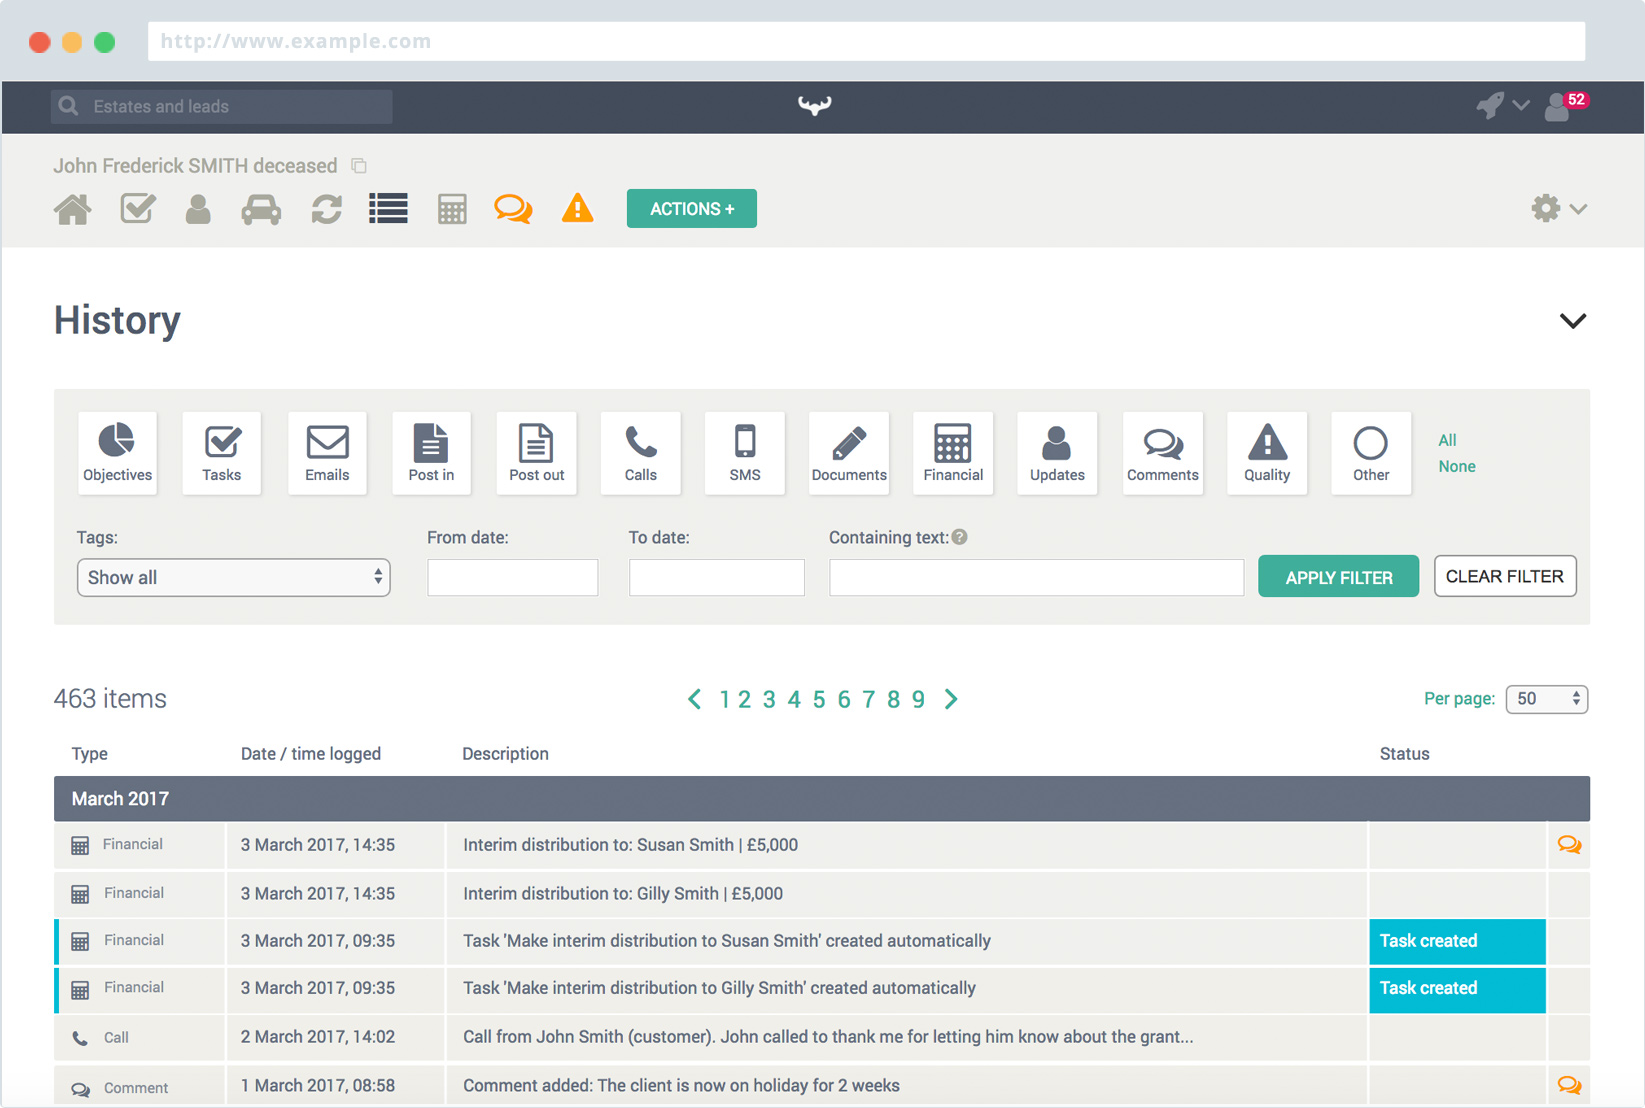 http://www.example.com
Estates and leads
52
John Frederick SMITH deceased
ACTIONS +
History
Objectives
Tasks
Emails
Post in
Post out
Calls
SMS
Documents
Financial
Updates
Comments
Quality
Other
All
None
Tags:
From date:
To date:
Containing text:
?
Show all
APPLY FILTER
CLEAR FILTER
463 items
1 2 3 4 5 6 7 8 9
Per page:
50
Type Date / time logged Description Status
March 2017
Financial 3 March 2017, 14:35 Interim distribution to: Susan Smith | £5,000
Financial 3 March 2017, 14:35 Interim distribution to: Gilly Smith | £5,000
Financial 3 March 2017, 09:35 Task 'Make interim distribution to Susan Smith' created automatically Task created
Financial 3 March 2017, 09:35 Task 'Make interim distribution to Gilly Smith' created automatically Task created
Call 2 March 2017, 14:02 Call from John Smith (customer). John called to thank me for letting him know about the grant...
Comment 1 March 2017, 08:58 Comment added: The client is now on holiday for 2 weeks